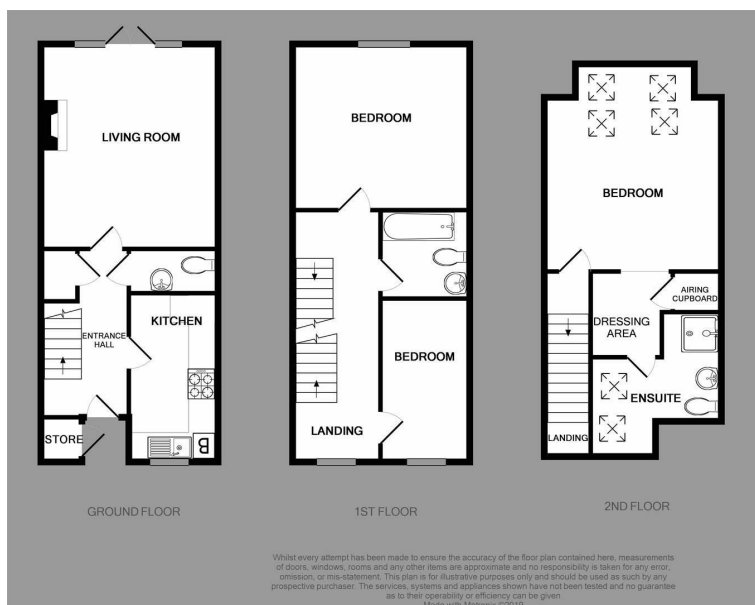 LIVING ROOM
ENTRANCE
HALL
KITCHEN
STORE
B
GROUND FLOOR
BEDROOM
BEDROOM
LANDING
1ST FLOOR
BEDROOM
AIRING
CUPBOARD
DRESSING
AREA
ENSUITE
LANDING
2ND FLOOR
Whilst every attempt has been made to ensure the accuracy of the floor plan contained here, measurements
of doors, windows, rooms and any other items are approximate and no responsibility is taken for any error,
omission, or mis-statement. This plan is for illustrative purposes only and should be used as such by any
prospective purchaser. The services, systems and appliances shown have not been tested and no guarantee
as to their operability or efficiency can be given
Made with Metropix ©2019